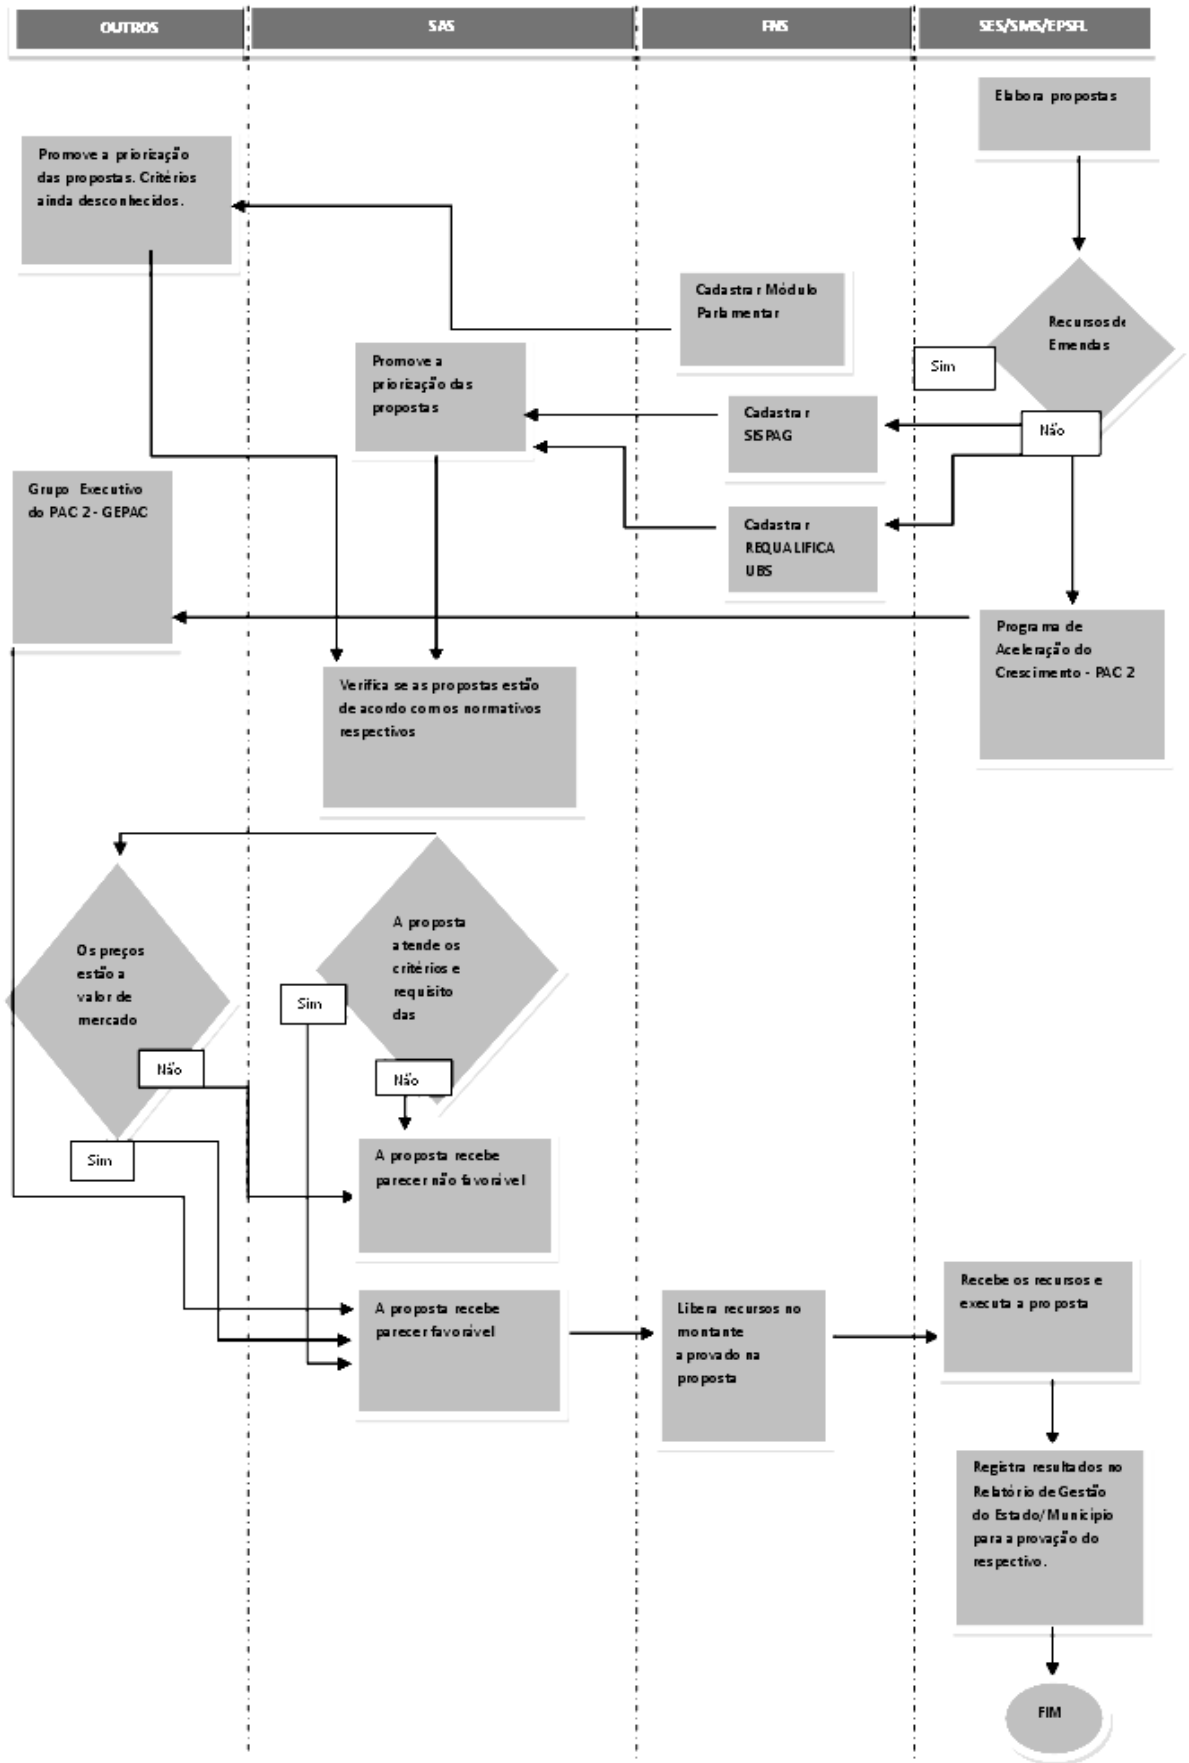 OUTROS
SAS
FNS
SES/SMS/EPSFL
Elabora propostas
Promove a priorização
das propostas. Critérios
ainda desconhecidos.
Recursos de
Emendas
Sim
Não
Cadastrar Módulo
Parlamentar
Promove a
priorização das
propostas
Cadastrar
SISPAG
Cadastrar
REQUALIFICA
UBS
Grupo Executivo
do PAC 2 - GEPAC
Programa de
Aceleração do
Crescimento - PAC 2
Verifica se as propostas estão
de acordo com os normativos
respectivos
Os preços
estão a
valor de
mercado
Não
Sim
A proposta
atende os
critérios e
requisito
das
Sim
Não
A proposta recebe
parecer não favorável
A proposta recebe
parecer favorável
Libera recursos no
montante
aprovado na
proposta
Recebe os recursos e
executa a proposta
Registra resultados no
Relatório de Gestão
do Estado/Município
para aprovação do
respectivo.
FIM